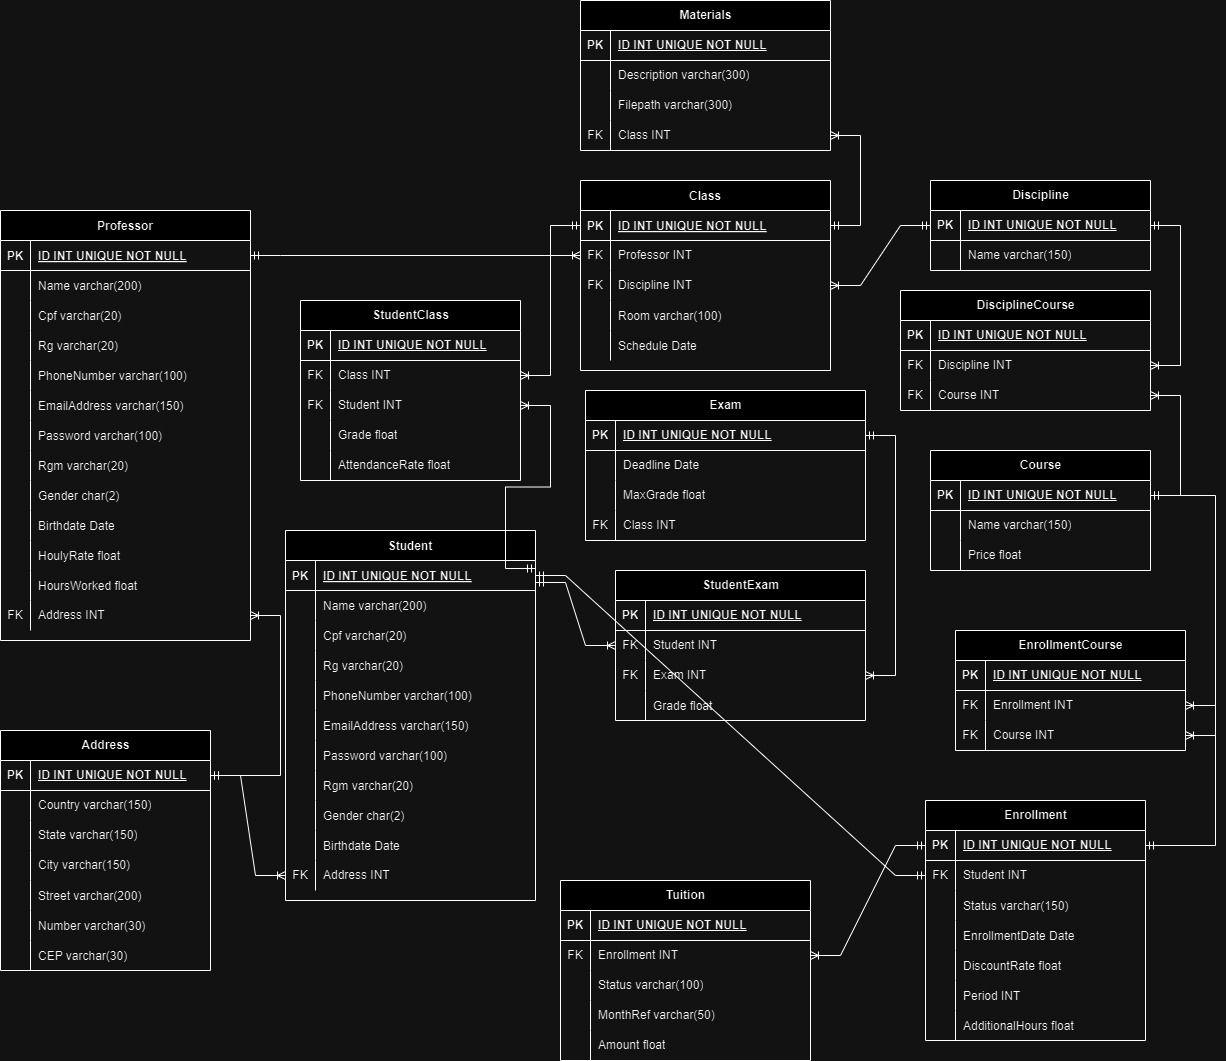 Materials
PK ID INT UNIQUE NOT NULL
Description varchar(300)
Filepath varchar(300)
FK Class INT
Class
PK ID INT UNIQUE NOT NULL
FK Professor INT
FK Discipline INT
Room varchar(100)
Schedule Date
Discipline
PK ID INT UNIQUE NOT NULL
Name varchar(150)
Professor
PK ID INT UNIQUE NOT NULL
Name varchar(200)
Cpf varchar(20)
Rg varchar(20)
PhoneNumber varchar(100)
EmailAddress varchar(150)
Password varchar(100)
Rgm varchar(20)
Gender char(2)
Birthdate Date
HoulyRate float
HoursWorked float
FK Address INT
StudentClass
PK ID INT UNIQUE NOT NULL
FK Class INT
FK Student INT
Grade float
AttendanceRate float
DisciplineCourse
PK ID INT UNIQUE NOT NULL
FK Discipline INT
FK Course INT
Exam
PK ID INT UNIQUE NOT NULL
Deadline Date
MaxGrade float
FK Class INT
Course
PK ID INT UNIQUE NOT NULL
Name varchar(150)
Price float
Student
PK ID INT UNIQUE NOT NULL
Name varchar(200)
Cpf varchar(20)
Rg varchar(20)
PhoneNumber varchar(100)
EmailAddress varchar(150)
Password varchar(100)
Rgm varchar(20)
Gender char(2)
Birthdate Date
FK Address INT
StudentExam
PK ID INT UNIQUE NOT NULL
FK Student INT
FK Exam INT
Grade float
EnrollmentCourse
PK ID INT UNIQUE NOT NULL
FK Enrollment INT
FK Course INT
Address
PK ID INT UNIQUE NOT NULL
Country varchar(150)
State varchar(150)
City varchar(150)
Street varchar(200)
Number varchar(30)
CEP varchar(30)
Enrollment
PK ID INT UNIQUE NOT NULL
FK Student INT
Status varchar(150)
EnrollmentDate Date
DiscountRate float
Period INT
AdditionalHours float
Tuition
PK ID INT UNIQUE NOT NULL
FK Enrollment INT
Status varchar(100)
MonthRef varchar(50)
Amount float